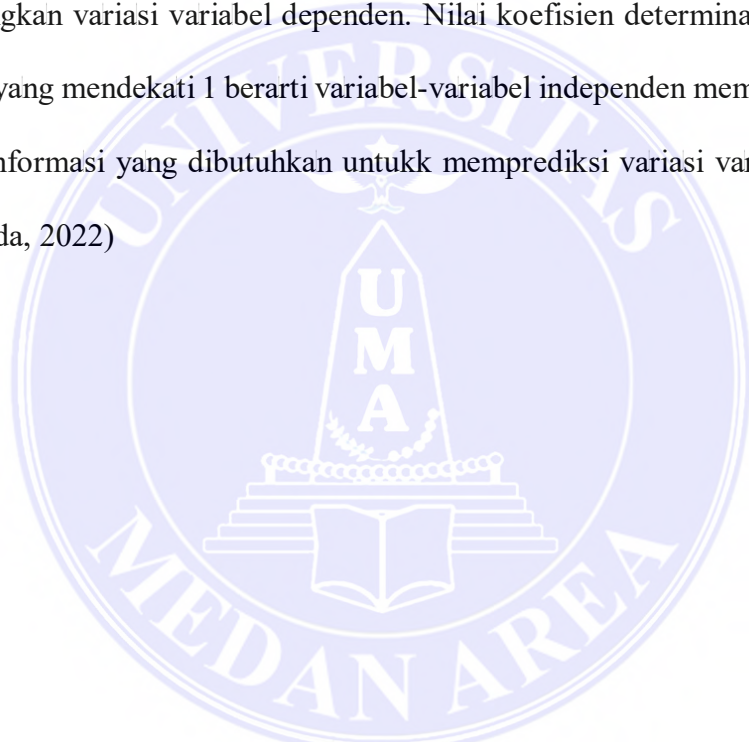 gkan variasi variabel dependen. Nilai koefisien determina
yang mendekati 1 berarti variabel-variabel independen mem
nformasi yang dibutuhkan untukk memprediksi variasi var
da, 2022)
UNIVERSITAS
UMA
MEDAN AREA